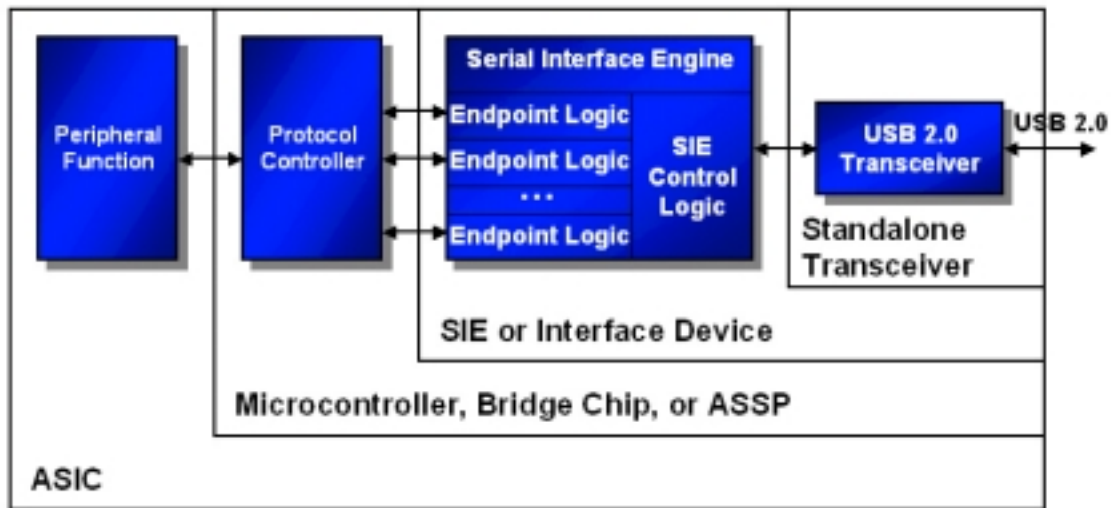 Peripheral
Function
Protocol
Controller
Serial Interface Engine
Endpoint Logic
Endpoint Logic
...
Endpoint Logic
SIE
Control
Logic
USB 2.0
Transceiver
USB 2.0
Standalone
Transceiver
SIE or Interface Device
Microcontroller, Bridge Chip, or ASSP
ASIC